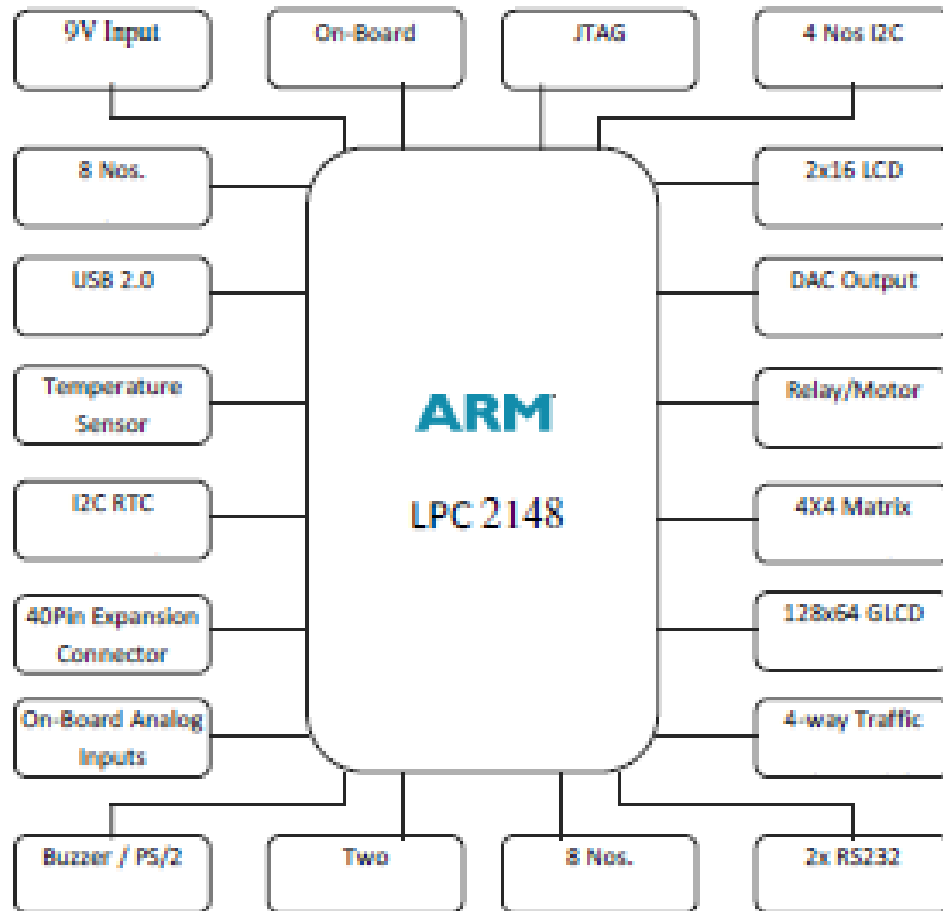 9V Input
On-Board
JTAG
4 Nos I2C
8 Nos.
2x16 LCD
USB 2.0
DAC Output
Temperature
Sensor
Relay/Motor
ARM
I2C RTC
LPC 2148
4X4 Matrix
40Pin Expansion
Connector
128x64 GLCD
On-Board Analog
Inputs
4-way Traffic
Buzzer / PS/2
Two
8 Nos.
2x RS232